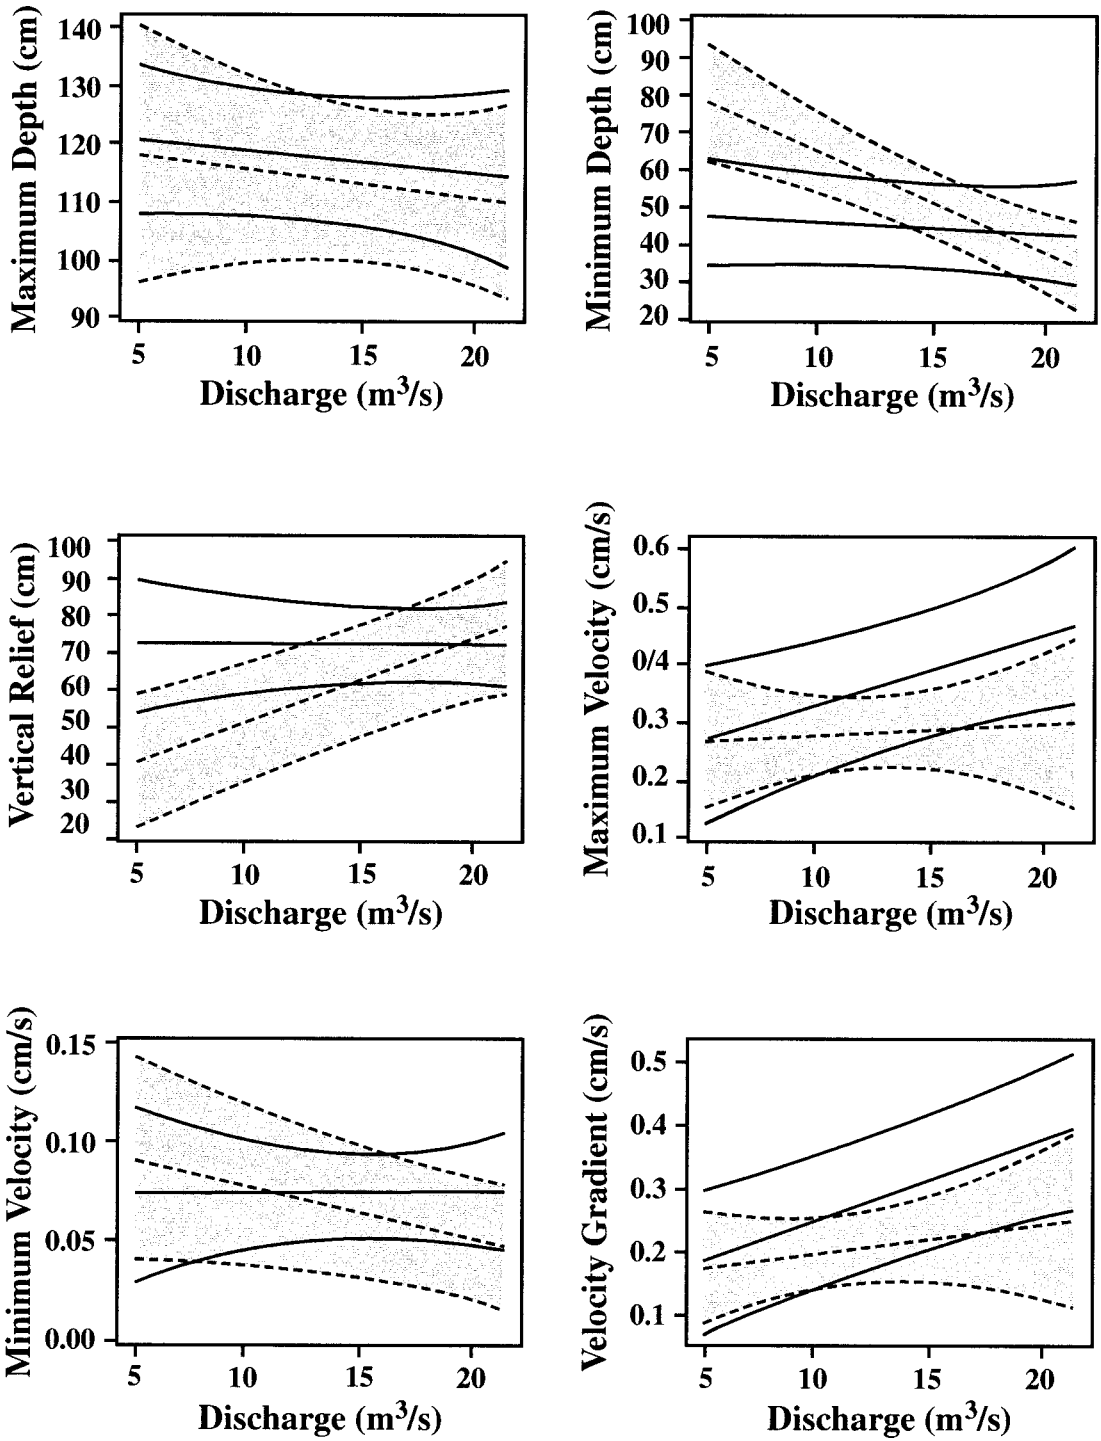 Maximum Depth (cm)
140
130
120
110
100
90
5 10 15 20
Discharge (m³/s)
Minimum Depth (cm)
100
90
80
70
60
50
40
30
20
5 10 15 20
Discharge (m³/s)
Vertical Relief (cm)
100
90
80
70
60
50
40
30
20
5 10 15 20
Discharge (m³/s)
Maximum Velocity (cm/s)
0.6
0.5
0/4
0.3
0.2
0.1
5 10 15 20
Discharge (m³/s)
Minimum Velocity (cm/s)
0.15
0.10
0.05
0.00
5 10 15 20
Discharge (m³/s)
Velocity Gradient (cm/s)
0.5
0.4
0.3
0.2
0.1
5 10 15 20
Discharge (m³/s)